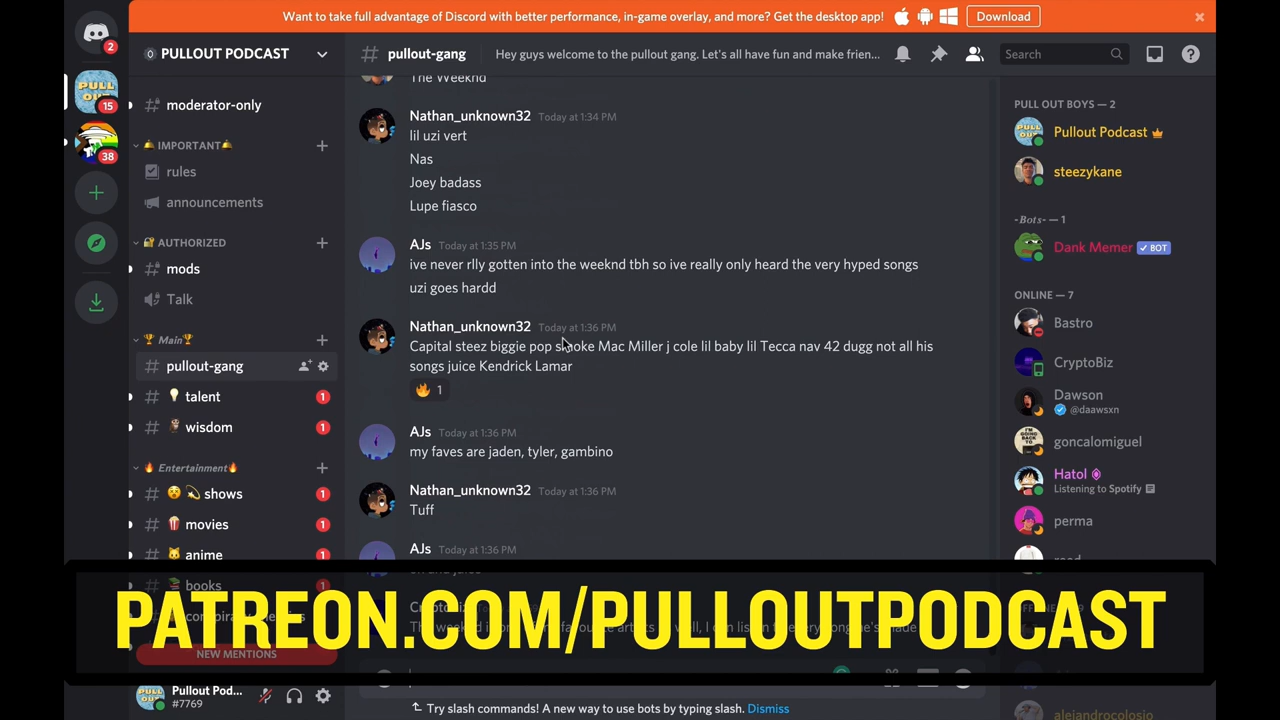 Want to take full advantage of Discord with better performance, in-game overlay, and more? Get the desktop app!
Download
2
15
38
PULLOUT PODCAST
moderator-only
IMPORTANT
rules
announcements
AUTHORIZED
mods
Talk
Main
pullout-gang
talent 1
wisdom 1
Entertainment
shows 1
movies 1
anime 1
books 1
NEW MENTIONS
Pullout Pod...
#7769
# pullout-gang
Hey guys welcome to the pullout gang. Let's all have fun and make frien...
Search
The Weeknd
Nathan_unknown32 Today at 1:34 PM
lil uzi vert
Nas
Joey badass
Lupe fiasco
AJs Today at 1:35 PM
ive never rlly gotten into the weeknd tbh so ive really only heard the very hyped songs
uzi goes hardd
Nathan_unknown32 Today at 1:36 PM
Capital steez biggie pop smoke Mac Miller j cole lil baby lil Tecca nav 42 dugg not all his
songs juice Kendrick Lamar
1
AJs Today at 1:36 PM
my faves are jaden, tyler, gambino
Nathan_unknown32 Today at 1:36 PM
Tuff
AJs Today at 1:36 PM
PATREON.COM/PULLOUTPODCAST
Try slash commands! A new way to use bots by typing slash. Dismiss
PULL OUT BOYS — 2
Pullout Podcast
steezykane
-Bots- — 1
Dank Memer BOT
ONLINE — 7
Bastro
CryptoBiz
Dawson
@daawsxn
goncalomiguel
Hatol
Listening to Spotify
perma
alejandrocolosio